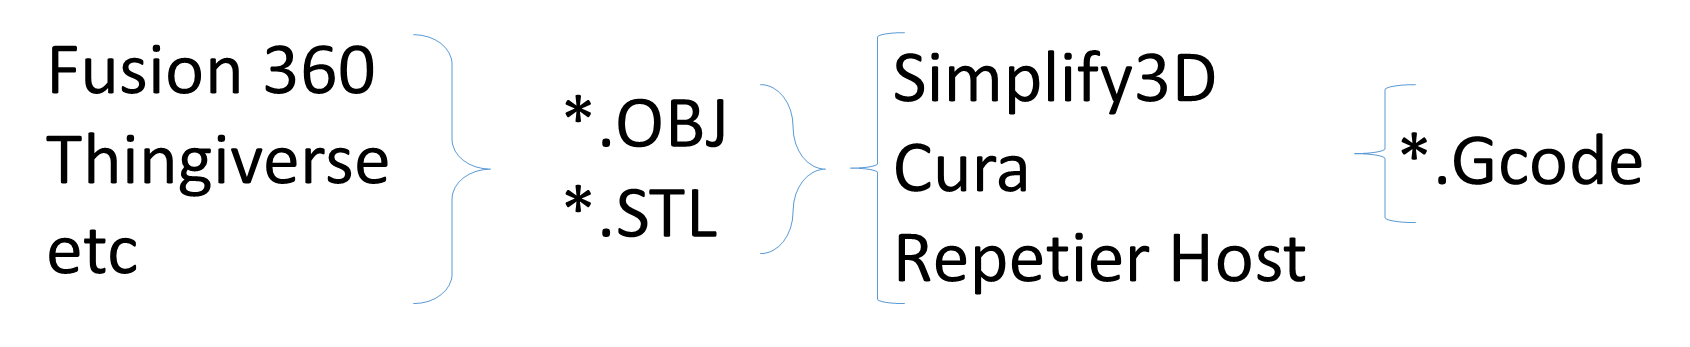 Fusion 360
Thingiverse
etc
*.OBJ
*.STL
Simplify3D
Cura
Repetier Host
*.Gcode